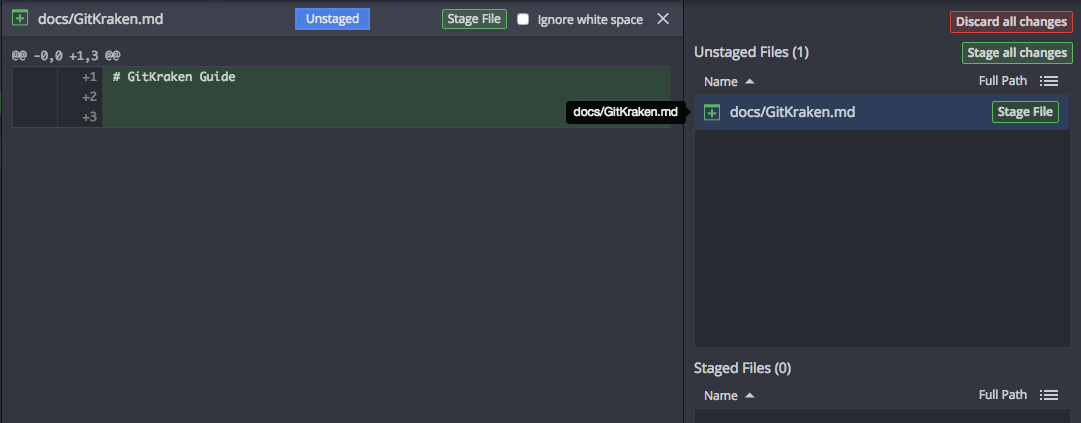 docs/GitKraken.md Unstaged Stage File Ignore white space
@@ -0,0 +1,3 @@
+1 # GitKraken Guide
+2
+3
docs/GitKraken.md
Discard all changes
Unstaged Files (1) Stage all changes
Name Full Path
docs/GitKraken.md Stage File
Staged Files (0)
Name Full Path